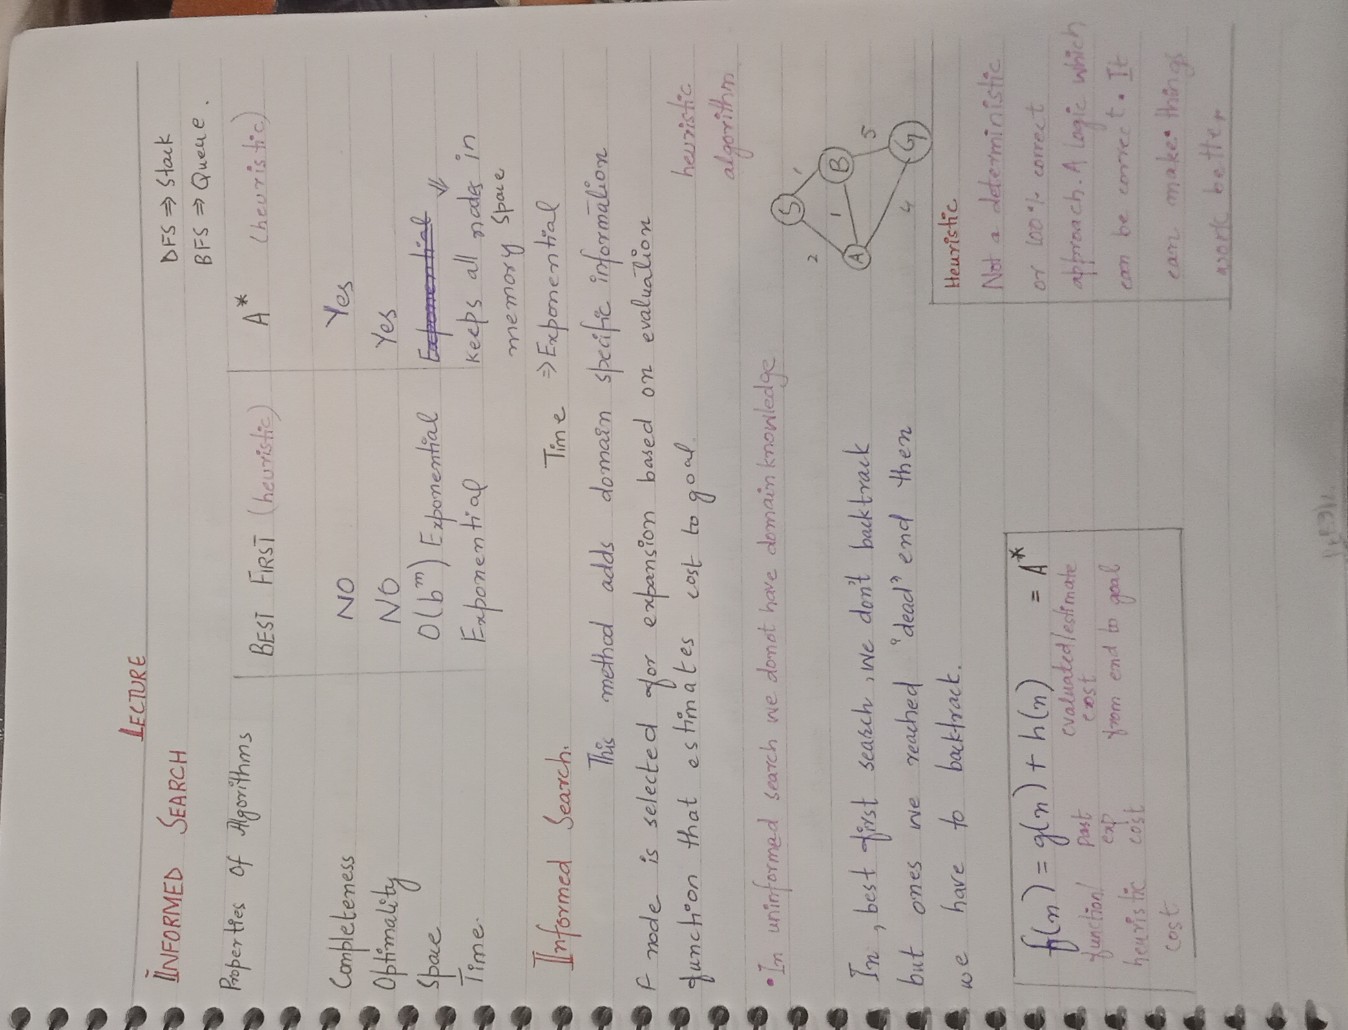 LECTURE
INFORMED SEARCH
DFS ⇒ Stack
BFS ⇒ Queue.
Properties Of Algorithms
BEST FIRST (heuristic)
A* (heuristic)
Completeness NO Yes
Optimality NO Yes
Space O(b^m) Exponential Exponential
Time. Exponential keeps all nodes in
memory space
Time ⇒ Exponential
Informed Search.
This method adds domain specific information
f node is selected for expansion based on evaluation
function that estimates cost to goal.
heuristic
algorithm
• In uninformed search we donot have domain knowledge
S
2
1
A
B
5
4
G
In, best first search, we don't backtrack
but ones we reached "dead" end then
we have to backtrack.
f(n) = g(n) + h(n) = A*
function/ past evaluated/estimate
exp cost
heuristic cost from end to goal
cost
Heuristic
Not a deterministic
or 100% correct
approach. A logic which
can be correct. It
can make things
work better